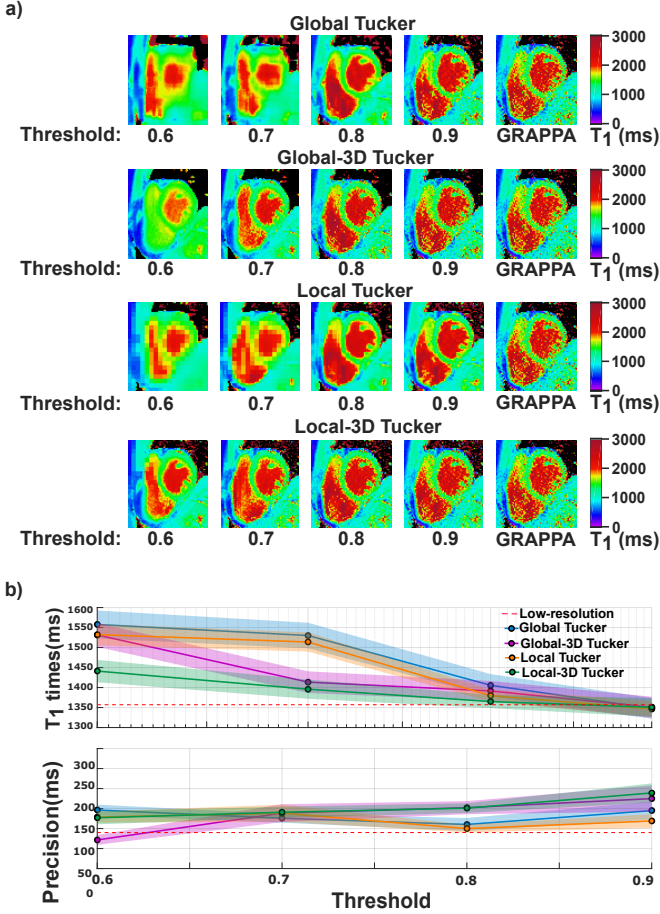 a)
Global Tucker
3000
2000
1000
0
Threshold: 0.6 0.7 0.8 0.9 GRAPPA T1 (ms)
Global-3D Tucker
3000
2000
1000
0
Threshold: 0.6 0.7 0.8 0.9 GRAPPA T1 (ms)
Local Tucker
3000
2000
1000
0
Threshold: 0.6 0.7 0.8 0.9 GRAPPA T1 (ms)
Local-3D Tucker
3000
2000
1000
0
Threshold: 0.6 0.7 0.8 0.9 GRAPPA T1 (ms)
b)
T1 times(ms)
1600
1550
1500
1450
1400
1350
1300
Low-resolution
Global Tucker
Global-3D Tucker
Local Tucker
Local-3D Tucker
Precision(ms)
350
300
250
200
150
100
50
0
0.6 0.7 0.8 0.9
Threshold